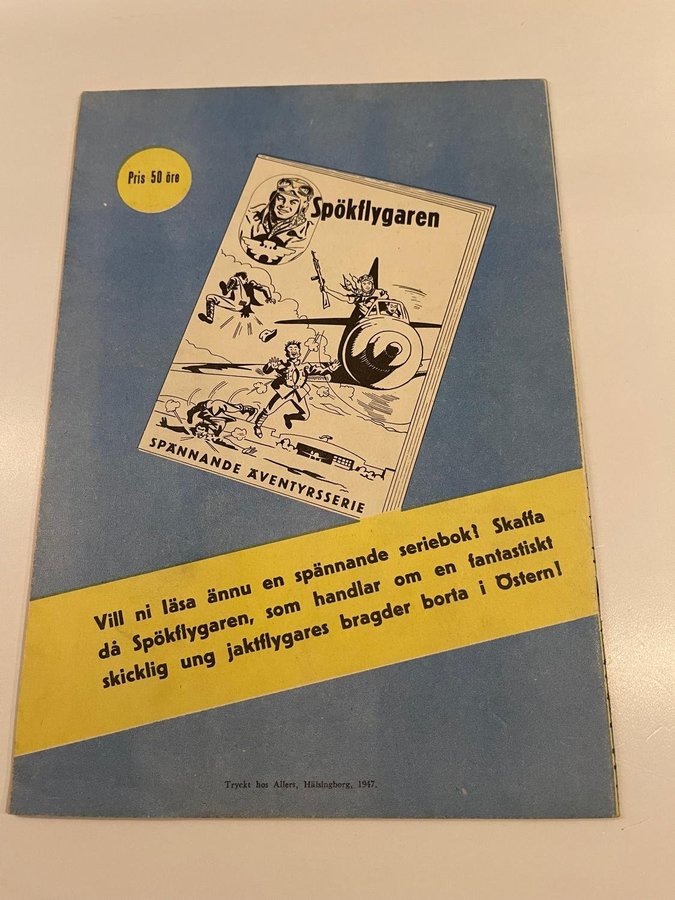 Pris 50 öre
Spökflygaren
SPÄNNANDE ÄVENTYRSSERIE
Vill ni läsa ännu en spännande seriebok? Skaffa
då Spökflygaren, som handlar om en fantastiskt
skicklig ung jaktflygares bragder borta i Östern!
Tryckt hos Allers, Hälsingborg, 1947.